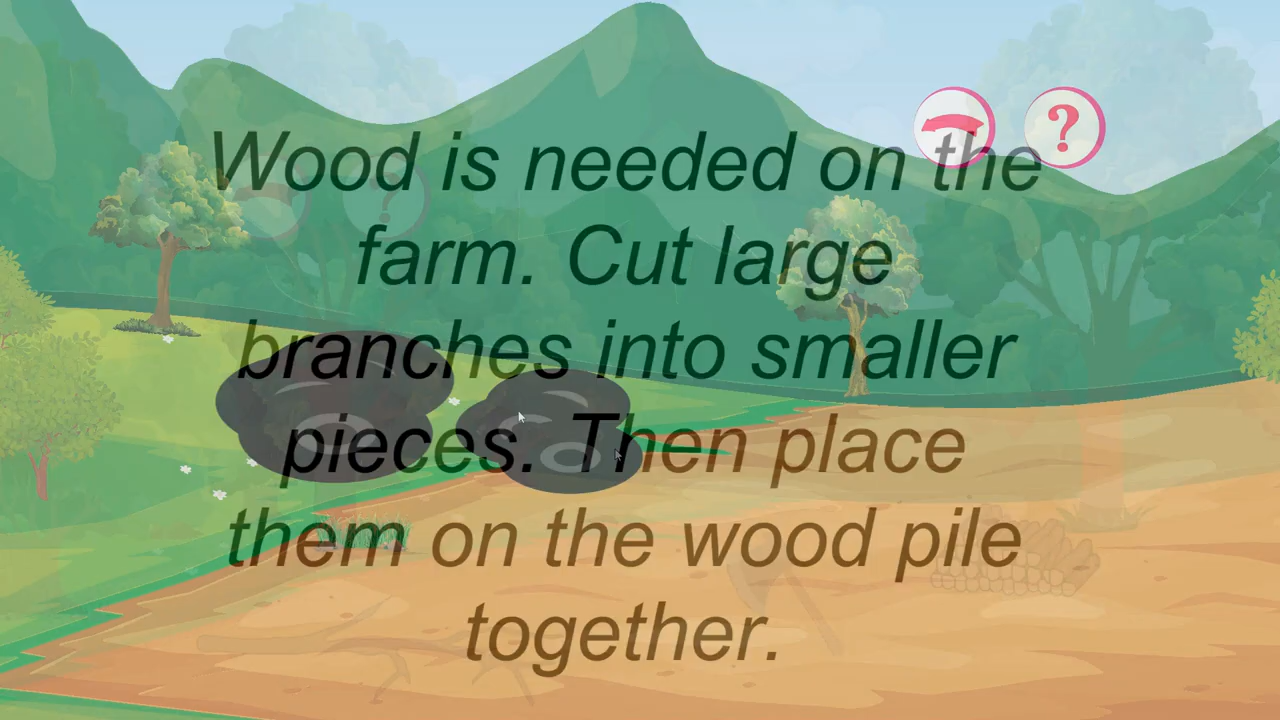 Wood is needed on the
farm. Cut large
branches into smaller
pieces. Then place
them on the wood pile
together.
?
?